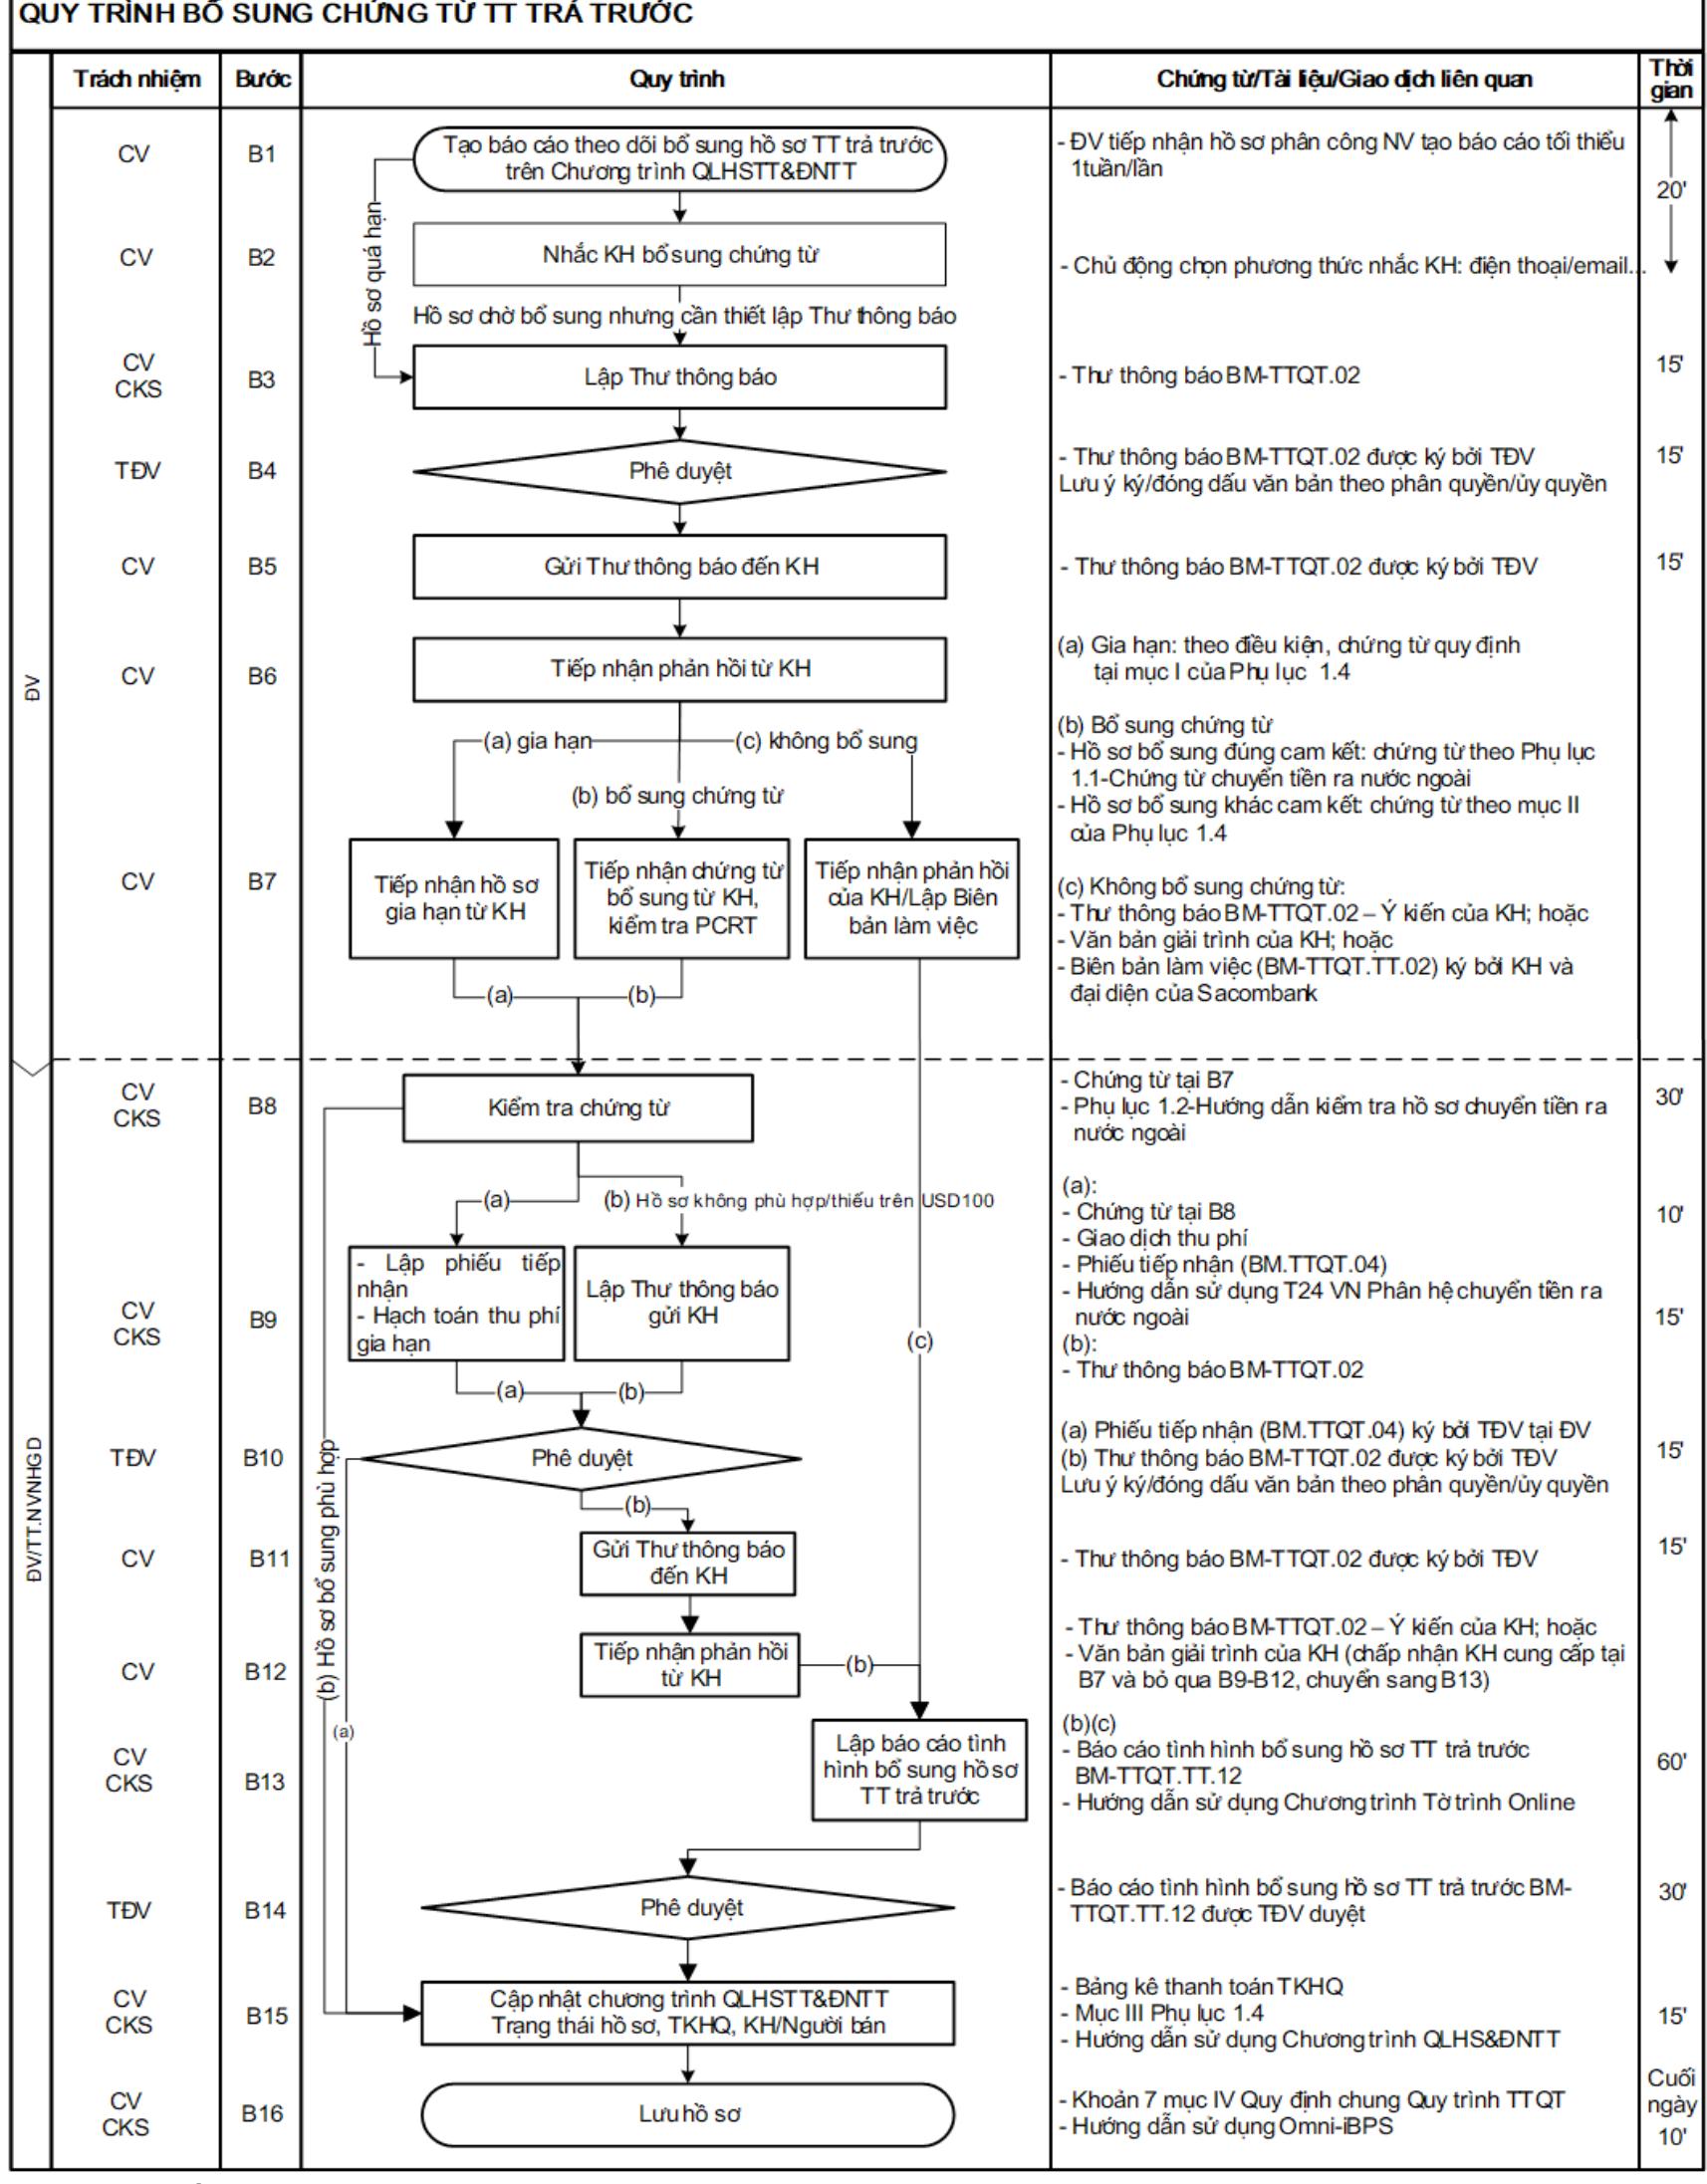 QUY TRÌNH BỔ SUNG CHỨNG TỪ TT TRẢ TRƯỚC
Trách nhiệm
Bước
Quy trình
Chứng từ/Tài liệu/Giao dịch liên quan
Thời
gian
ĐV
CV
B1
Tạo báo cáo theo dõi bổ sung hồ sơ TT trả trước
trên Chương trình QLHSTT&ĐNTT
- ĐV tiếp nhận hồ sơ phân công NV tạo báo cáo tối thiểu
1tuần/lần
20'
Hồ sơ quá hạn
CV
B2
Nhắc KH bổ sung chứng từ
- Chủ động chọn phương thức nhắc KH: điện thoại/email...
Hồ sơ chờ bổ sung nhưng cần thiết lập Thư thông báo
CV
CKS
B3
Lập Thư thông báo
- Thư thông báo BM-TTQT.02
15'
TĐV
B4
Phê duyệt
- Thư thông báo BM-TTQT.02 được ký bởi TĐV
Lưu ý ký/đóng dấu văn bản theo phân quyền/ủy quyền
15'
CV
B5
Gửi Thư thông báo đến KH
- Thư thông báo BM-TTQT.02 được ký bởi TĐV
15'
CV
B6
Tiếp nhận phản hồi từ KH
(a) Gia hạn: theo điều kiện, chứng từ quy định
tại mục I của Phụ lục 1.4
(a) gia hạn
(c) không bổ sung
(b) bổ sung chứng từ
(b) Bổ sung chứng từ
- Hồ sơ bổ sung đúng cam kết: chứng từ theo Phụ lục
1.1-Chứng từ chuyển tiền ra nước ngoài
- Hồ sơ bổ sung khác cam kết: chứng từ theo mục II
của Phụ lục 1.4
CV
B7
Tiếp nhận hồ sơ
gia hạn từ KH
Tiếp nhận chứng từ
bổ sung từ KH,
kiểm tra PCRT
Tiếp nhận phản hồi
của KH/Lập Biên
bản làm việc
(c) Không bổ sung chứng từ:
- Thư thông báo BM-TTQT.02 – Ý kiến của KH; hoặc
- Văn bản giải trình của KH; hoặc
- Biên bản làm việc (BM-TTQT.TT.02) ký bởi KH và
đại diện của Sacombank
(a)
(b)
ĐV/TT.NVNHGD
CV
CKS
B8
Kiểm tra chứng từ
- Chứng từ tại B7
- Phụ lục 1.2-Hướng dẫn kiểm tra hồ sơ chuyển tiền ra
nước ngoài
30'
(a)
(b) Hồ sơ không phù hợp/thiếu trên USD100
CV
CKS
B9
- Lập phiếu tiếp
nhận
- Hạch toán thu phí
gia hạn
Lập Thư thông báo
gửi KH
(c)
(a):
- Chứng từ tại B8
- Giao dịch thu phí
- Phiếu tiếp nhận (BM.TTQT.04)
- Hướng dẫn sử dụng T24 VN Phân hệ chuyển tiền ra
nước ngoài
(b):
- Thư thông báo BM-TTQT.02
10'
15'
(a)
(b)
(b) Hồ sơ bổ sung phù hợp
TĐV
B10
Phê duyệt
(a) Phiếu tiếp nhận (BM.TTQT.04) ký bởi TĐV tại ĐV
(b) Thư thông báo BM-TTQT.02 được ký bởi TĐV
Lưu ý ký/đóng dấu văn bản theo phân quyền/ủy quyền
15'
(b)
CV
B11
Gửi Thư thông báo
đến KH
- Thư thông báo BM-TTQT.02 được ký bởi TĐV
15'
CV
B12
Tiếp nhận phản hồi
từ KH
(b)
- Thư thông báo BM-TTQT.02 – Ý kiến của KH; hoặc
- Văn bản giải trình của KH (chấp nhận KH cung cấp tại
B7 và bỏ qua B9-B12, chuyển sang B13)
(a)
CV
CKS
B13
Lập báo cáo tình
hình bổ sung hồ sơ
TT trả trước
(b)(c)
- Báo cáo tình hình bổ sung hồ sơ TT trả trước
BM-TTQT.TT.12
- Hướng dẫn sử dụng Chương trình Tờ trình Online
60'
TĐV
B14
Phê duyệt
- Báo cáo tình hình bổ sung hồ sơ TT trả trước BM-
TTQT.TT.12 được TĐV duyệt
30'
CV
CKS
B15
Cập nhật chương trình QLHSTT&ĐNTT
Trạng thái hồ sơ, TKHQ, KH/Người bán
- Bảng kê thanh toán TKHQ
- Mục III Phụ lục 1.4
- Hướng dẫn sử dụng Chương trình QLHS&ĐNTT
15'
CV
CKS
B16
Lưu hồ sơ
- Khoản 7 mục IV Quy định chung Quy trình TTQT
- Hướng dẫn sử dụng Omni-iBPS
Cuối
ngày
10'